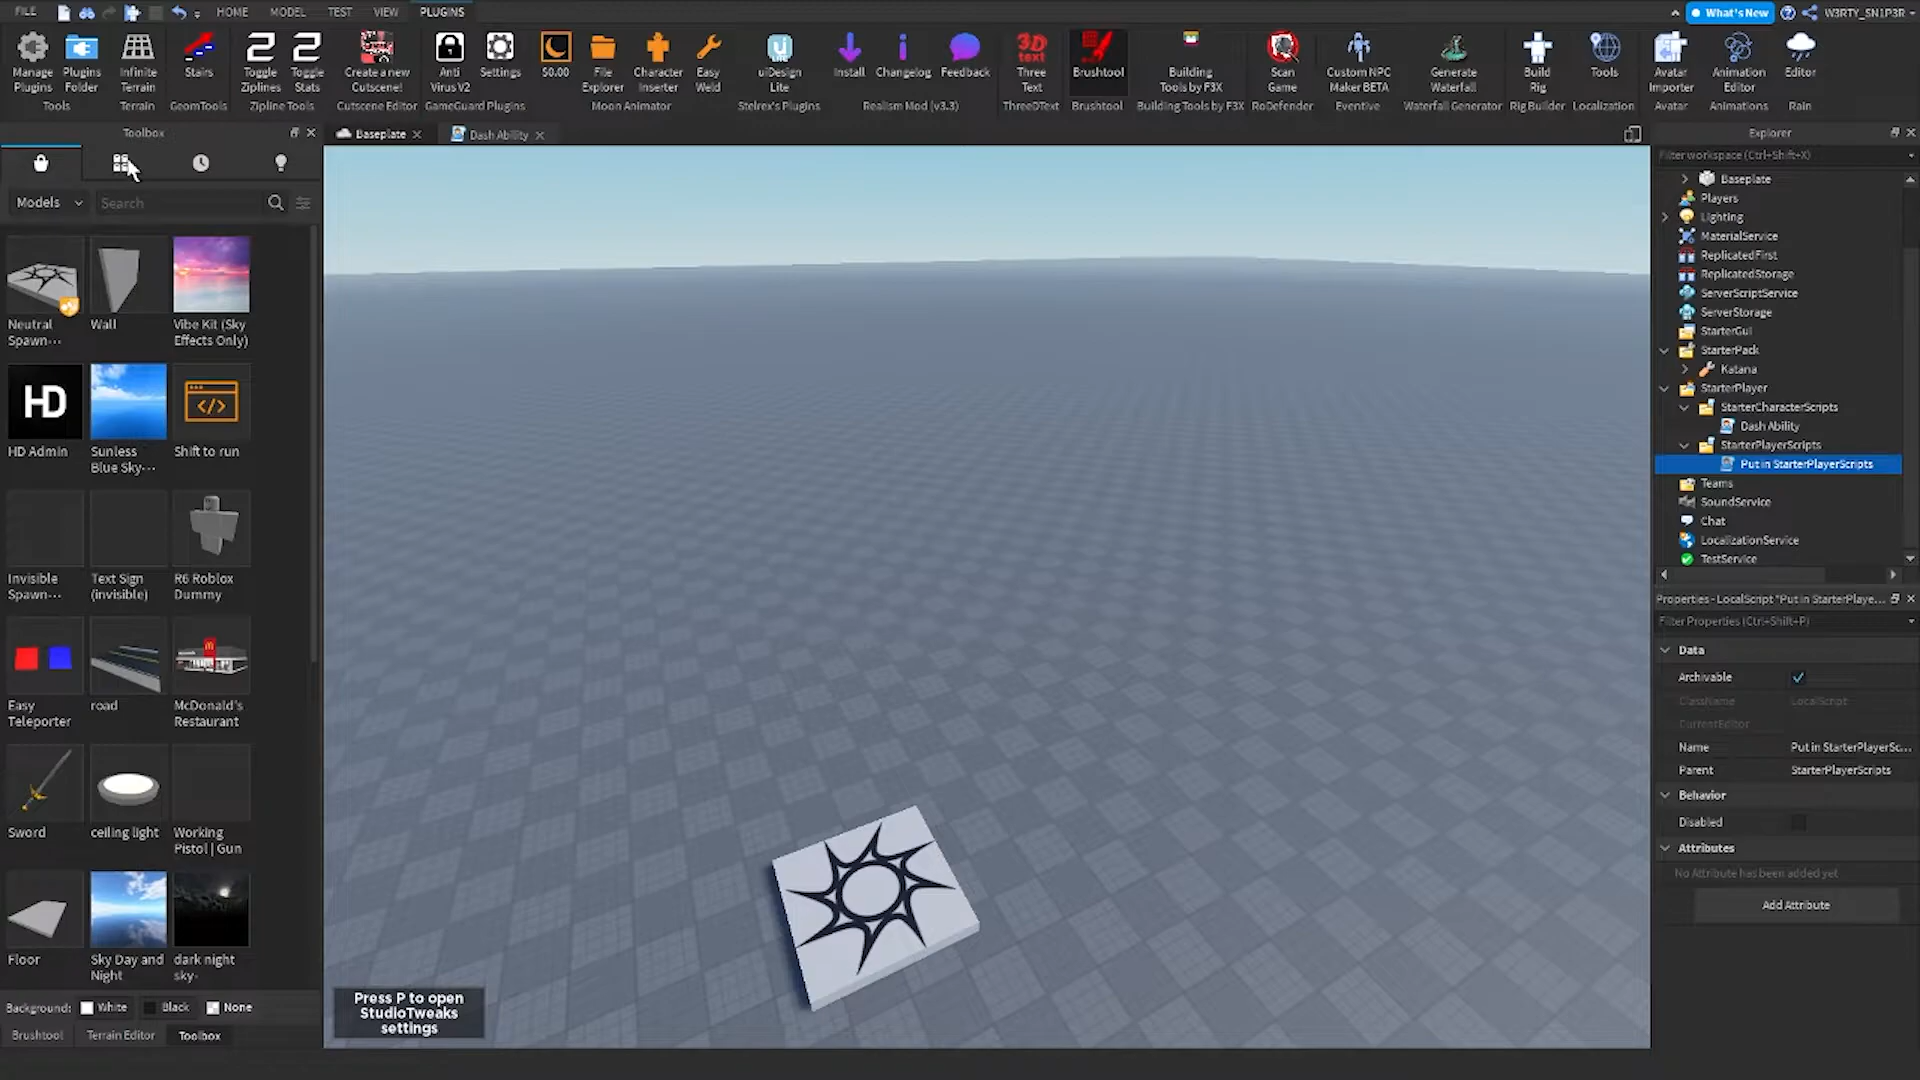 FILE HOME MODEL TEST VIEW PLUGINS What's New W3RTY_SN1P3R
Manage Plugins
Plugins Folder
Tools
Infinite Terrain
Terrain
Stairs
GeomTools
2 Toggle Ziplines
2 Toggle Stats
Zipline Tools
Create a new Cutscene!
Cutscene Editor
Anti Virus V2
Settings
GameGuard Plugins
$0.00
File Explorer
Character Inserter
Easy Weld
Moon Animator
uiDesign Lite
Stelrex's Plugins
Install
Changelog
Feedback
Realism Mod (v3.3)
3D text
Three Text
ThreeDText
Brushtool
Brushtool
Building Tools by F3X
Building Tools by F3X
Scan Game
RoDefender
Custom NPC Maker BETA
Eventive
Generate Waterfall
Waterfall Generator
Build Rig
Rig Builder
Tools
Localization
Avatar Importer
Avatar
Animation Editor
Animations
Editor
Rain
Toolbox
Models
Search
Neutral Spawn...
Wall
Vibe Kit (Sky Effects Only)
HD
HD Admin
Sunless Blue Sky...
Shift to run
Invisible Spawn...
Text Sign (invisible)
R6 Roblox Dummy
Easy Teleporter
road
McDonald's Restaurant
Sword
ceiling light
Working Pistol | Gun
Floor
Sky Day and Night
dark night sky-
Background: White Black None
Brushtool Terrain Editor Toolbox
Baseplate
Dash Ability
Press P to open
StudioTweaks
settings
Explorer
Filter workspace (Ctrl+Shift+X)
Baseplate
Players
Lighting
MaterialService
ReplicatedFirst
ReplicatedStorage
ServerScriptService
ServerStorage
StarterGui
StarterPack
Katana
StarterPlayer
StarterCharacterScripts
Dash Ability
StarterPlayerScripts
Put in StarterPlayerScripts
Teams
SoundService
Chat
LocalizationService
TestService
Properties - LocalScript "Put in StarterPlaye...
Filter Properties (Ctrl+Shift+P)
Data
Archivable
ClassName LocalScript
CurrentEditor
Name Put in StarterPlayerSc...
Parent StarterPlayerScripts
Behavior
Disabled
Attributes
No Attribute has been added yet
Add Attribute